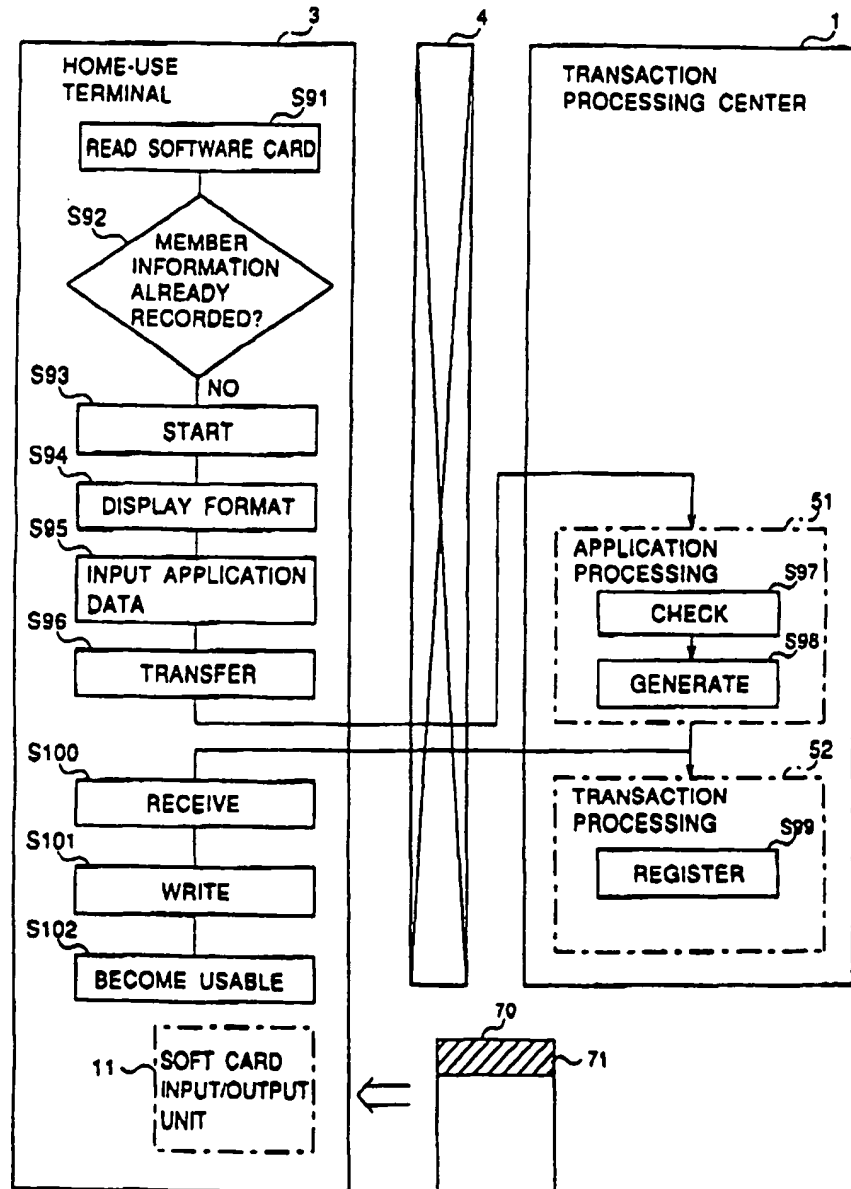 3
4
1
HOME-USE
TERMINAL
TRANSACTION
PROCESSING CENTER
S91
READ SOFTWARE CARD
S92
MEMBER
INFORMATION
ALREADY
RECORDED?
NO
S93
START
S94
DISPLAY FORMAT
S95
INPUT APPLICATION
DATA
S96
TRANSFER
51
APPLICATION
PROCESSING
S97
CHECK
S98
GENERATE
S100
RECEIVE
S101
WRITE
S102
BECOME USABLE
52
TRANSACTION
PROCESSING
S99
REGISTER
11
SOFT CARD
INPUT/OUTPUT
UNIT
70
71